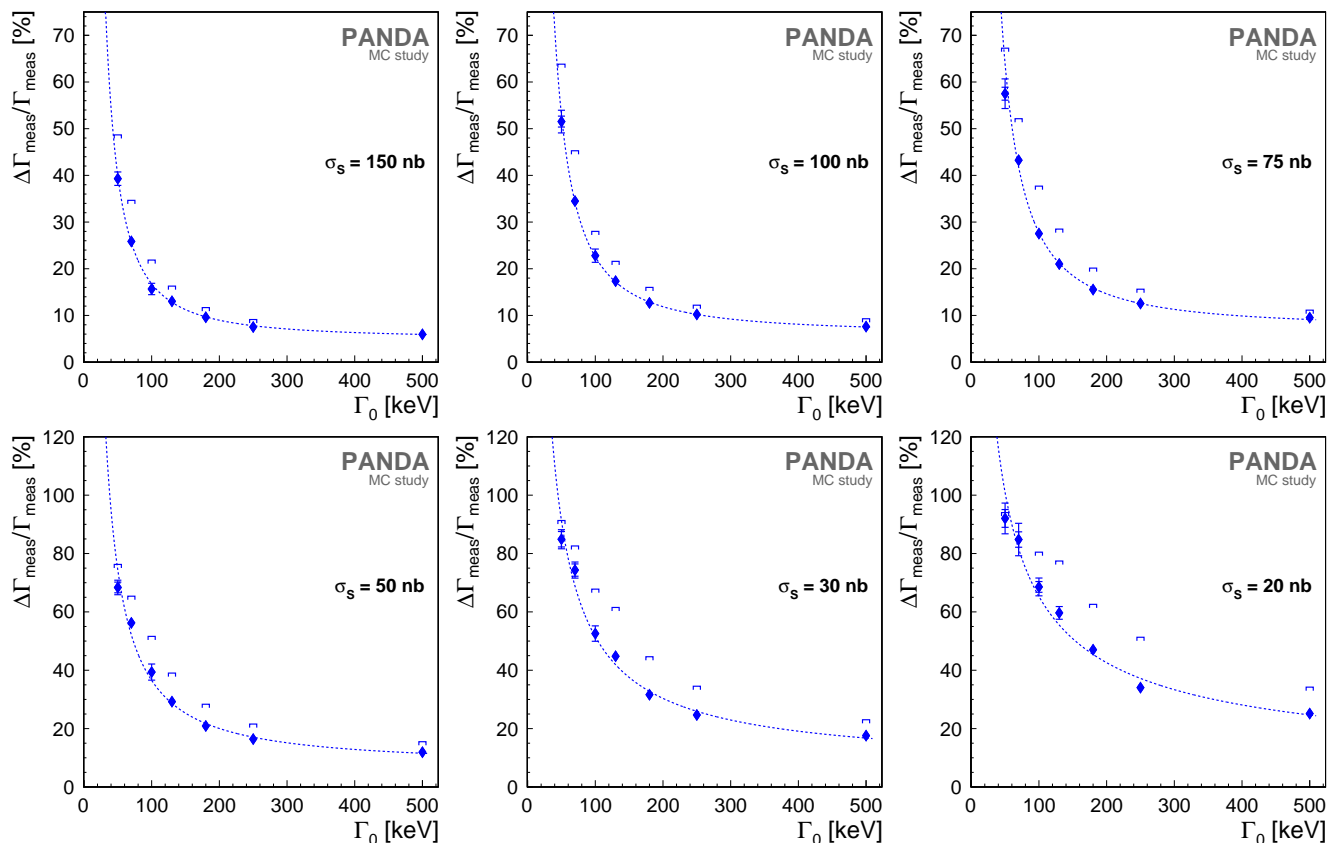 ΔΓmeas/Γmeas [%]
70
60
50
40
30
20
10
0
PANDA
MC study
σS = 150 nb
0 100 200 300 400 500
Γ0 [keV]
ΔΓmeas/Γmeas [%]
70
60
50
40
30
20
10
0
PANDA
MC study
σS = 100 nb
0 100 200 300 400 500
Γ0 [keV]
ΔΓmeas/Γmeas [%]
70
60
50
40
30
20
10
0
PANDA
MC study
σS = 75 nb
0 100 200 300 400 500
Γ0 [keV]
ΔΓmeas/Γmeas [%]
120
100
80
60
40
20
0
PANDA
MC study
σS = 50 nb
0 100 200 300 400 500
Γ0 [keV]
ΔΓmeas/Γmeas [%]
120
100
80
60
40
20
0
PANDA
MC study
σS = 30 nb
0 100 200 300 400 500
Γ0 [keV]
ΔΓmeas/Γmeas [%]
120
100
80
60
40
20
0
PANDA
MC study
σS = 20 nb
0 100 200 300 400 500
Γ0 [keV]